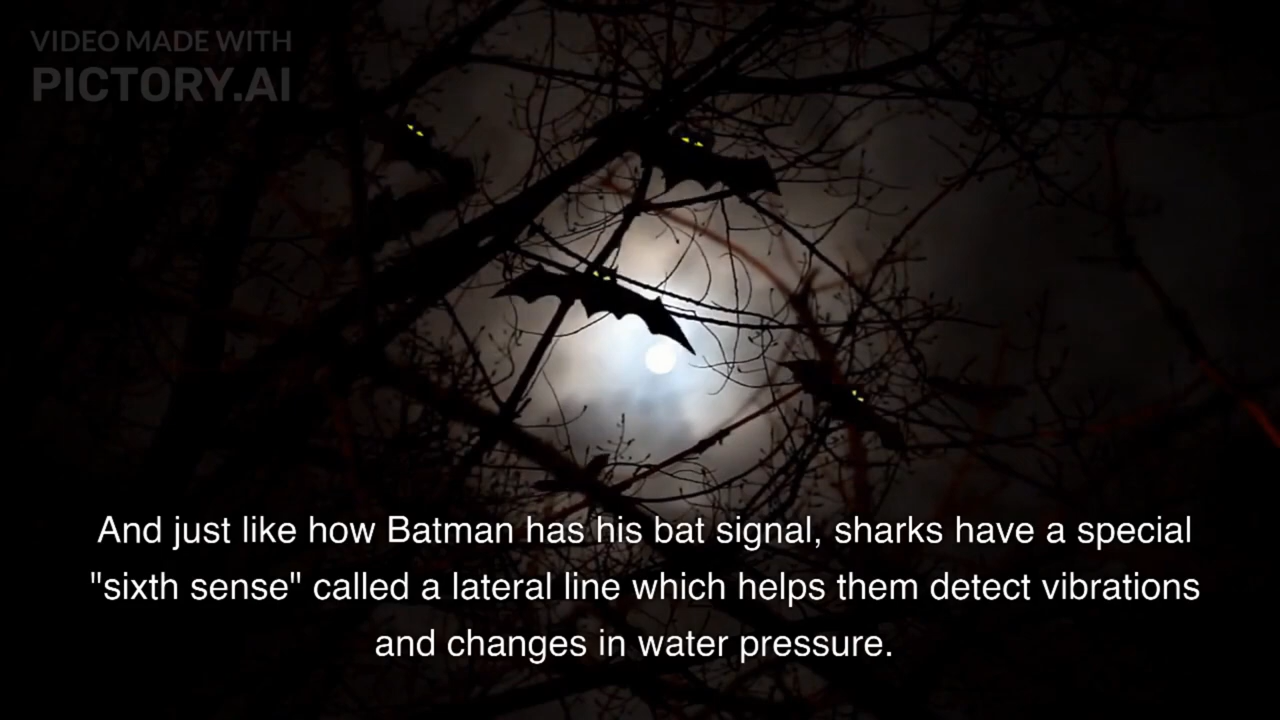 VIDEO MADE WITH
PICTORY.AI
And just like how Batman has his bat signal, sharks have a special
"sixth sense" called a lateral line which helps them detect vibrations
and changes in water pressure.